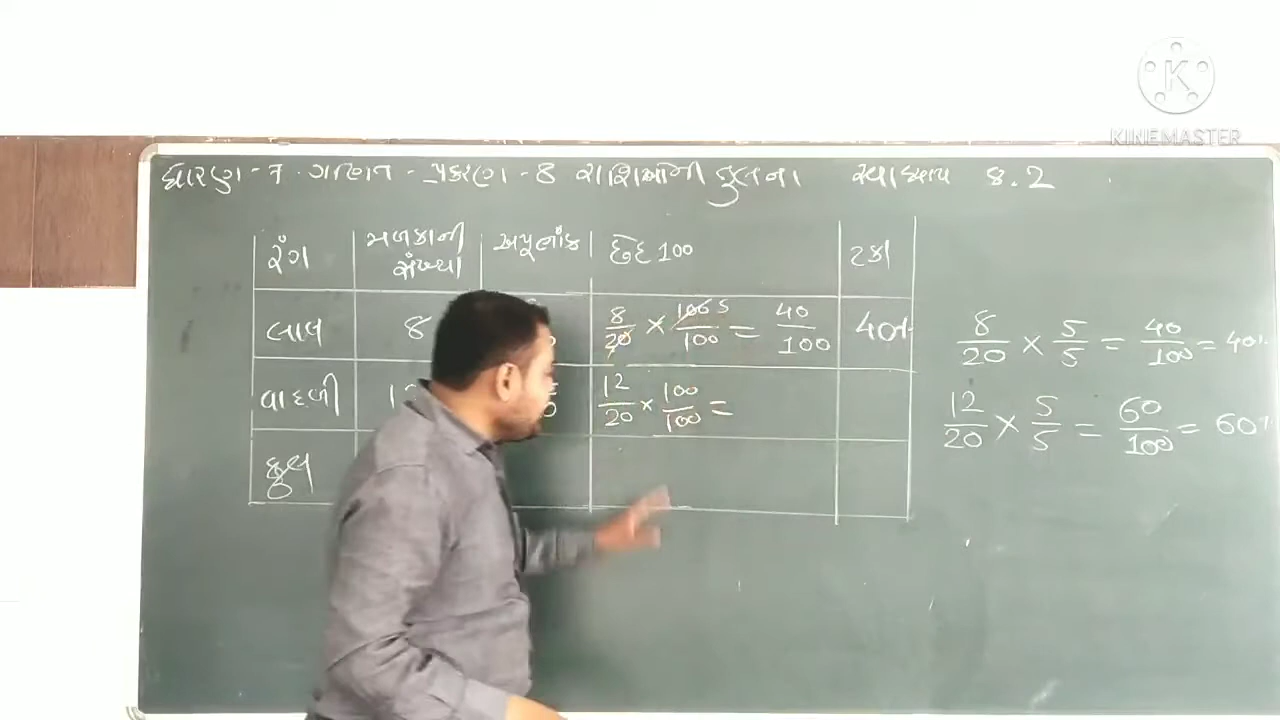 KINEMASTER
ધોરણ - 7. ગણિત - પ્રકરણ - 8 રાશિઓની તુલના સ્વાધ્યાય 8.2
રંગ મણકાની સંખ્યા અપૂર્ણાંક છેદ 100 ટકા
લાલ 8 8/20 × 100 5/100 = 40/100 40%
વાદળી 12/20 × 100/100 =
કુલ
8/20 × 5/5 = 40/100 = 40%
12/20 × 5/5 = 60/100 = 60%